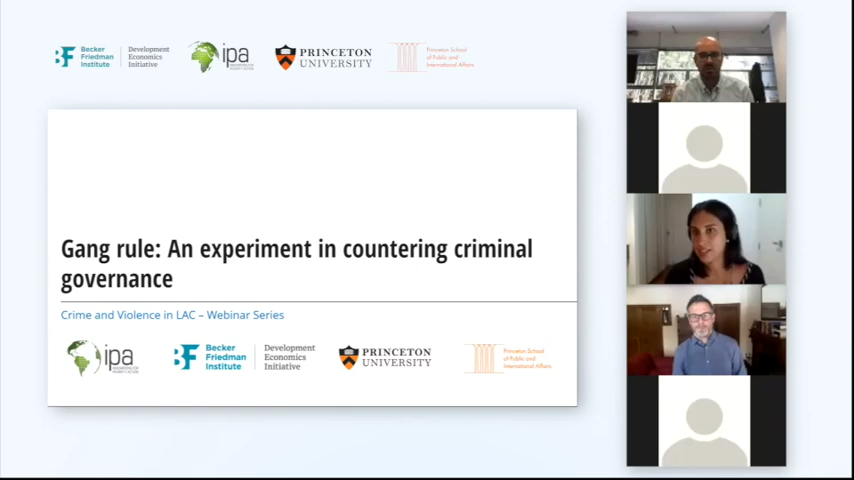 Becker
Friedman
Institute
Development
Economics
Initiative
ipa
PRINCETON
UNIVERSITY
Princeton School
of Public and
International Affairs
Gang rule: An experiment in countering criminal
governance
Crime and Violence in LAC – Webinar Series
ipa
Becker
Friedman
Institute
Development
Economics
Initiative
PRINCETON
UNIVERSITY
Princeton School
of Public and
International Affairs